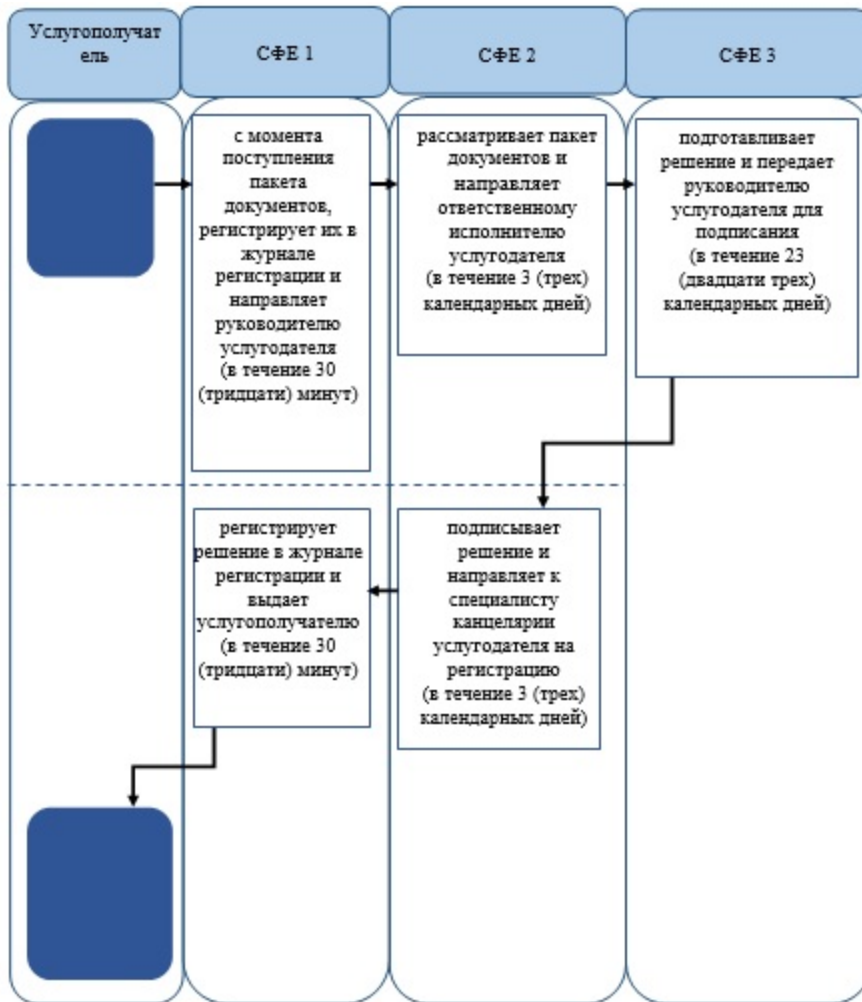 Услугополучат
ель
СФЕ 1
СФЕ 2
СФЕ 3
с момента
поступления
пакета
документов,
регистрирует их в
журнале
регистрации и
направляет
руководителю
услугодателя
(в течение 30
(тридцати) минут)
рассматривает пакет
документов и
направляет
ответственному
исполнителю
услугодателя
(в течение 3 (трех)
календарных дней)
подготавливает
решение и передает
руководителю
услугодателя для
подписания
(в течение 23
(двадцати трех)
календарных дней)
подписывает
решение и
направляет к
специалисту
канцелярии
услугодателя на
регистрацию
(в течение 3 (трех)
календарных дней)
регистрирует
решение в журнале
регистрации и
выдает
услугополучателю
(в течение 30
(тридцати) минут)